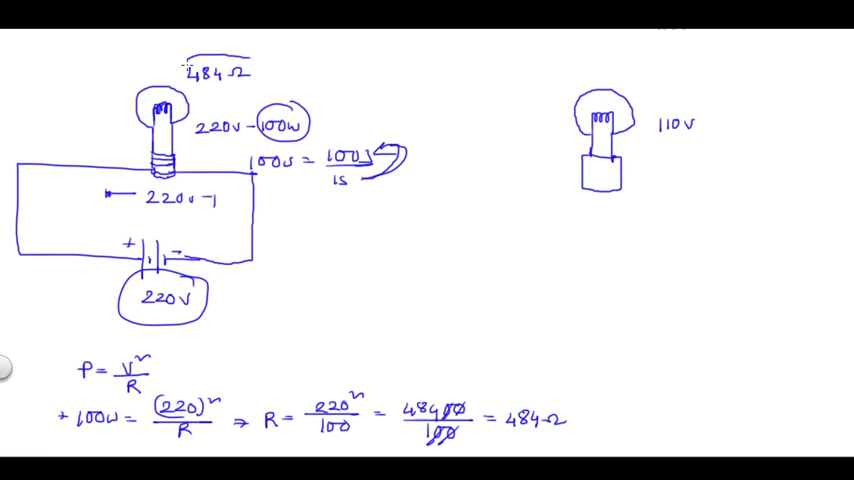 484Ω
220V - 100W
110V
100W = 100J/1s
220V
+ -
220V
P = V²/R
100W = (220)²/R ⇒ R = 220²/100 = 48400/100 = 484Ω